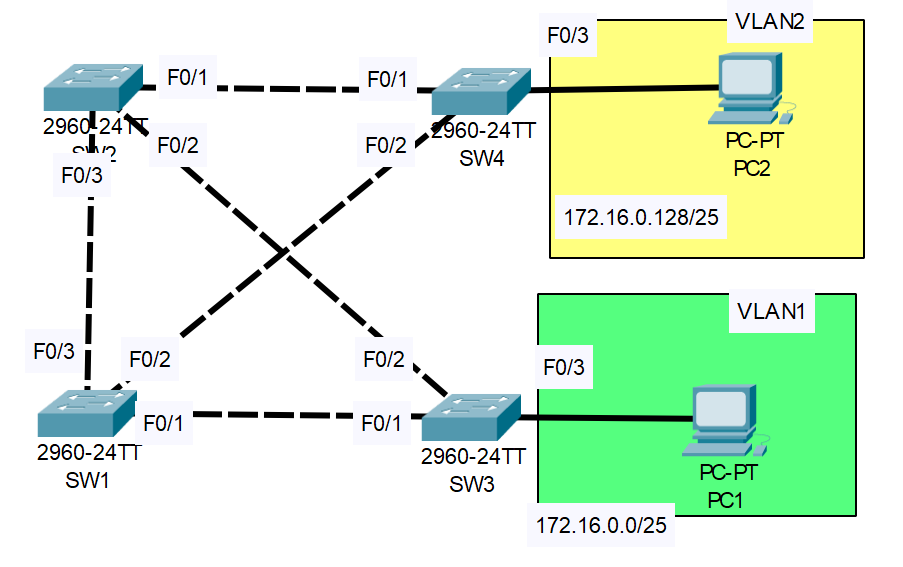 VLAN2
F0/3
F0/1
F0/1
2960-24TT
SW2
F0/2
F0/3
2960-24TT
SW4
F0/2
PC-PT
PC2
172.16.0.128/25
VLAN1
F0/3
F0/2
F0/2
F0/3
F0/1
F0/1
2960-24TT
SW1
2960-24TT
SW3
PC-PT
PC1
172.16.0.0/25